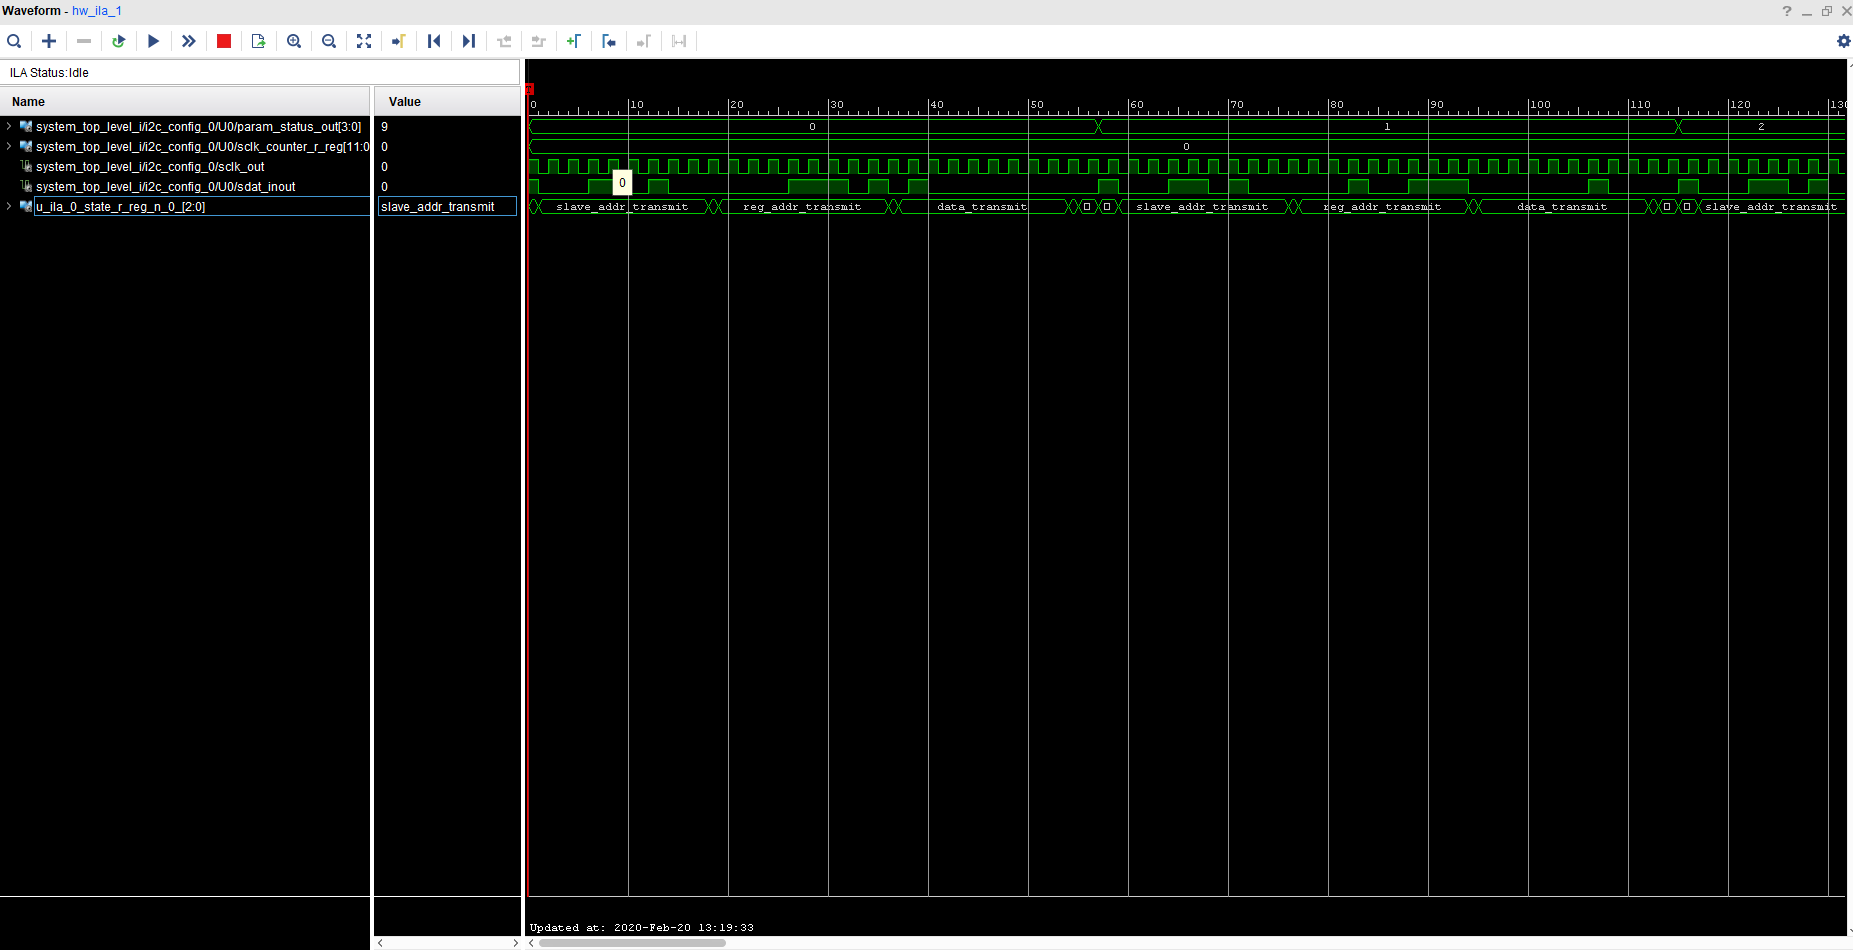 Waveform - hw_ila_1
ILA Status:Idle
Name Value
0 10 20 30 40 50 60 70 80 90 100 110 120 130
system_top_level_i/i2c_config_0/U0/param_status_out[3:0] 9 0 1 2
system_top_level_i/i2c_config_0/U0/sclk_counter_r_reg[11:0 0 0
system_top_level_i/i2c_config_0/sclk_out 0
system_top_level_i/i2c_config_0/U0/sdat_inout 0 0
u_ila_0_state_r_reg_n_0_[2:0] slave_addr_transmit slave_addr_transmit reg_addr_transmit data_transmit slave_addr_transmit reg_addr_transmit data_transmit slave_addr_transmit
Updated at: 2020-Feb-20 13:19:33